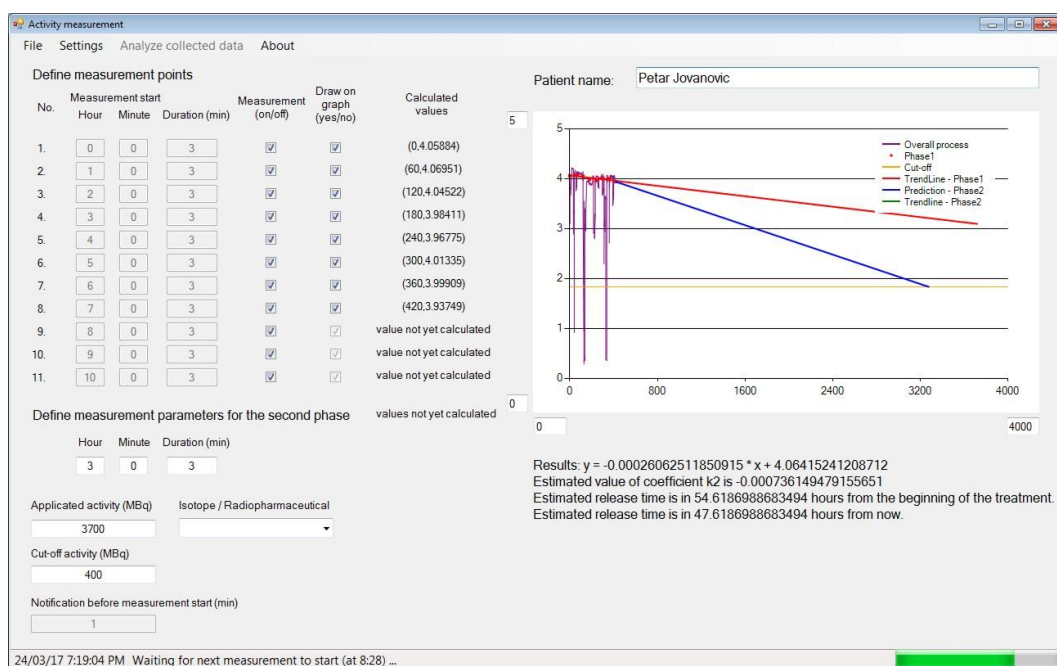 Activity measurement
File Settings Analyze collected data About
Define measurement points
No.
Measurement start
Hour Minute Duration (min)
Measurement
(on/off)
Draw on
graph
(yes/no)
Calculated
values
1. 0 0 3 (0,4.05884)
2. 1 0 3 (60,4.06951)
3. 2 0 3 (120,4.04522)
4. 3 0 3 (180,3.98411)
5. 4 0 3 (240,3.96775)
6. 5 0 3 (300,4.01335)
7. 6 0 3 (360,3.99909)
8. 7 0 3 (420,3.93749)
9. 8 0 3 value not yet calculated
10. 9 0 3 value not yet calculated
11. 10 0 3 value not yet calculated
Define measurement parameters for the second phase values not yet calculated
Hour Minute Duration (min)
3 0 3
Applicated activity (MBq) Isotope / Radiopharmaceutical
3700
Cut-off activity (MBq)
400
Notification before measurement start (min)
1
Patient name: Petar Jovanovic
5
5
4
3
2
1
0
0 800 1600 2400 3200 4000
Overall process
Phase1
Cut-off
TrendLine - Phase1
Prediction - Phase2
Trendline - Phase2
0
0 4000
Results: y = -0.00026062511850915 * x + 4.06415241208712
Estimated value of coefficient k2 is -0.000736149479155651
Estimated release time is in 54.6186988683494 hours from the beginning of the treatment.
Estimated release time is in 47.6186988683494 hours from now.
24/03/17 7:19:04 PM Waiting for next measurement to start (at 8:28) ...